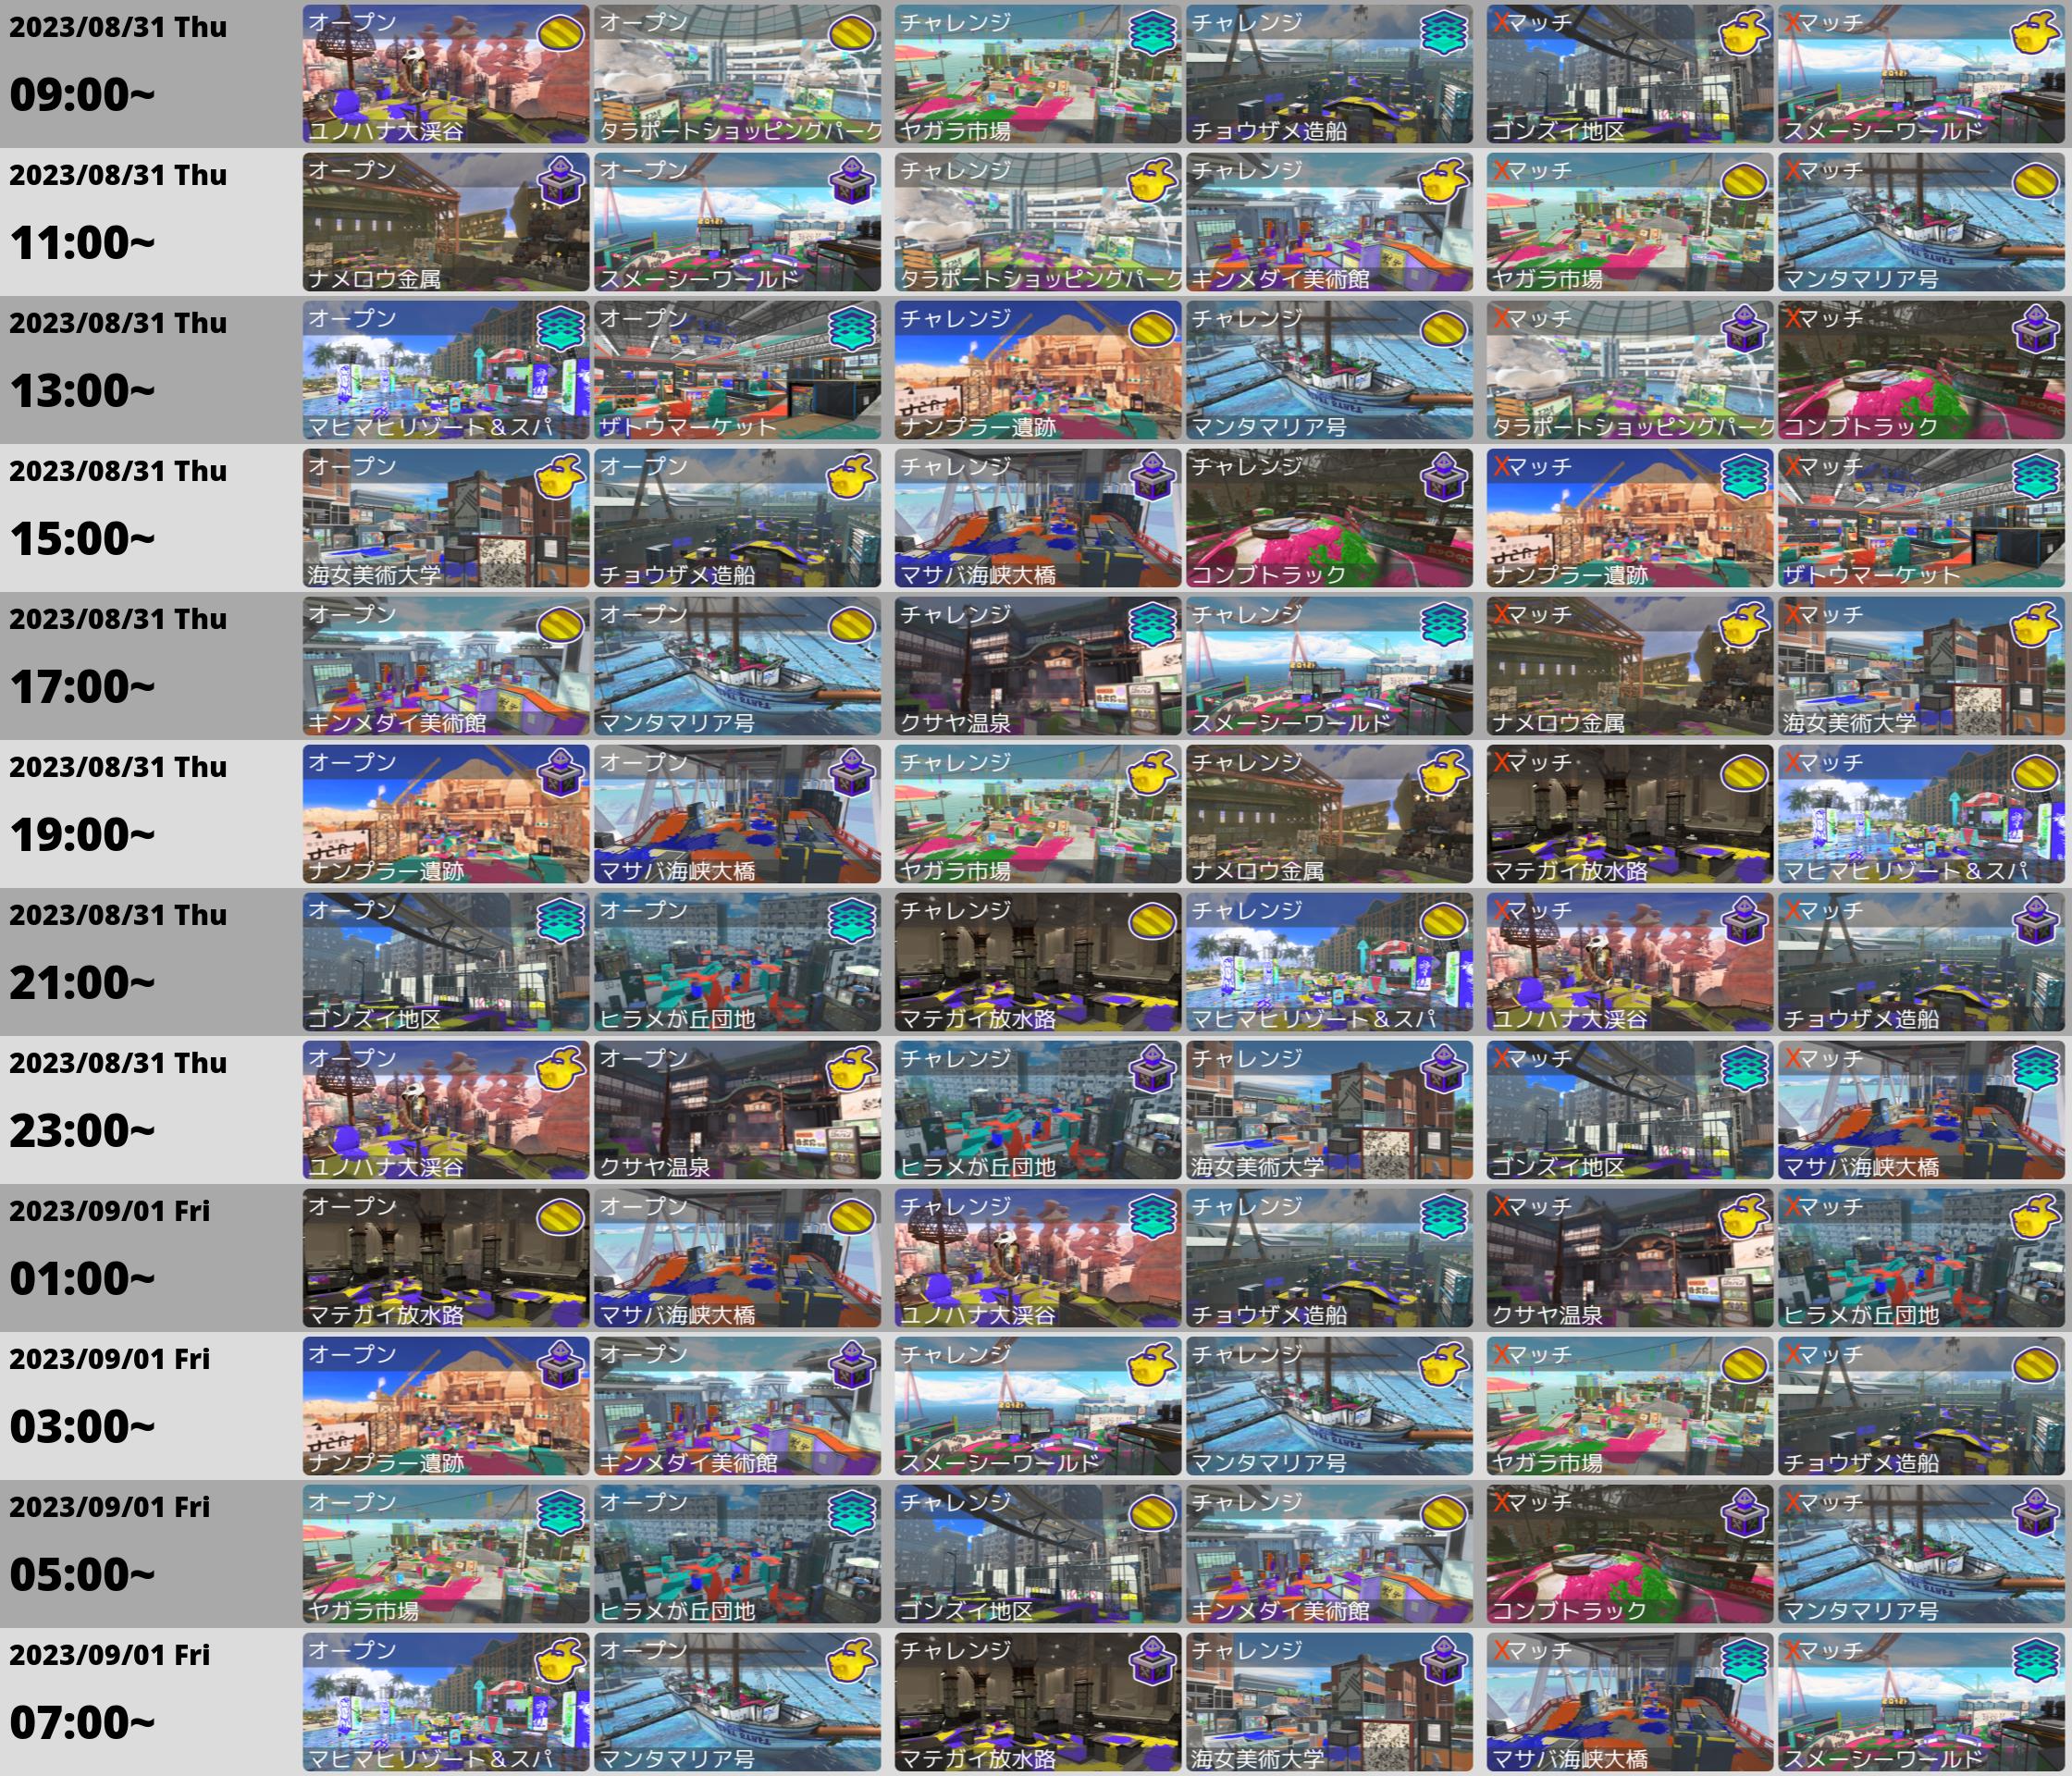 2023/08/31 Thu
09:00~
オープン オープン チャレンジ チャレンジ Xマッチ Xマッチ
ユノハナ大渓谷 タラポートショッピングパーク ヤガラ市場 チョウザメ造船 ゴンズイ地区 スメーシーワールド
2023/08/31 Thu
11:00~
オープン オープン チャレンジ チャレンジ Xマッチ Xマッチ
ナメロウ金属 スメーシーワールド タラポートショッピングパーク キンメダイ美術館 ヤガラ市場 マンタマリア号
2023/08/31 Thu
13:00~
オープン オープン チャレンジ チャレンジ Xマッチ Xマッチ
マヒマヒリゾート＆スパ ザトウマーケット ナンプラー遺跡 マンタマリア号 タラポートショッピングパーク コンブトラック
2023/08/31 Thu
15:00~
オープン オープン チャレンジ チャレンジ Xマッチ Xマッチ
海女美術大学 チョウザメ造船 マサバ海峡大橋 コンブトラック ナンプラー遺跡 ザトウマーケット
2023/08/31 Thu
17:00~
オープン オープン チャレンジ チャレンジ Xマッチ Xマッチ
キンメダイ美術館 マンタマリア号 クサヤ温泉 スメーシーワールド ナメロウ金属 海女美術大学
2023/08/31 Thu
19:00~
オープン オープン チャレンジ チャレンジ Xマッチ Xマッチ
ナンプラー遺跡 マサバ海峡大橋 ヤガラ市場 ナメロウ金属 マテガイ放水路 マヒマヒリゾート＆スパ
2023/08/31 Thu
21:00~
オープン オープン チャレンジ チャレンジ Xマッチ Xマッチ
ゴンズイ地区 ヒラメが丘団地 マテガイ放水路 マヒマヒリゾート＆スパ ユノハナ大渓谷 チョウザメ造船
2023/08/31 Thu
23:00~
オープン オープン チャレンジ チャレンジ Xマッチ Xマッチ
ユノハナ大渓谷 クサヤ温泉 ヒラメが丘団地 海女美術大学 ゴンズイ地区 マサバ海峡大橋
2023/09/01 Fri
01:00~
オープン オープン チャレンジ チャレンジ Xマッチ Xマッチ
マテガイ放水路 マサバ海峡大橋 ユノハナ大渓谷 チョウザメ造船 クサヤ温泉 ヒラメが丘団地
2023/09/01 Fri
03:00~
オープン オープン チャレンジ チャレンジ Xマッチ Xマッチ
ナンプラー遺跡 キンメダイ美術館 スメーシーワールド マンタマリア号 ヤガラ市場 チョウザメ造船
2023/09/01 Fri
05:00~
オープン オープン チャレンジ チャレンジ Xマッチ Xマッチ
ヤガラ市場 ヒラメが丘団地 ゴンズイ地区 キンメダイ美術館 コンブトラック マンタマリア号
2023/09/01 Fri
07:00~
オープン オープン チャレンジ チャレンジ Xマッチ Xマッチ
マヒマヒリゾート＆スパ マンタマリア号 マテガイ放水路 海女美術大学 マサバ海峡大橋 スメーシーワールド